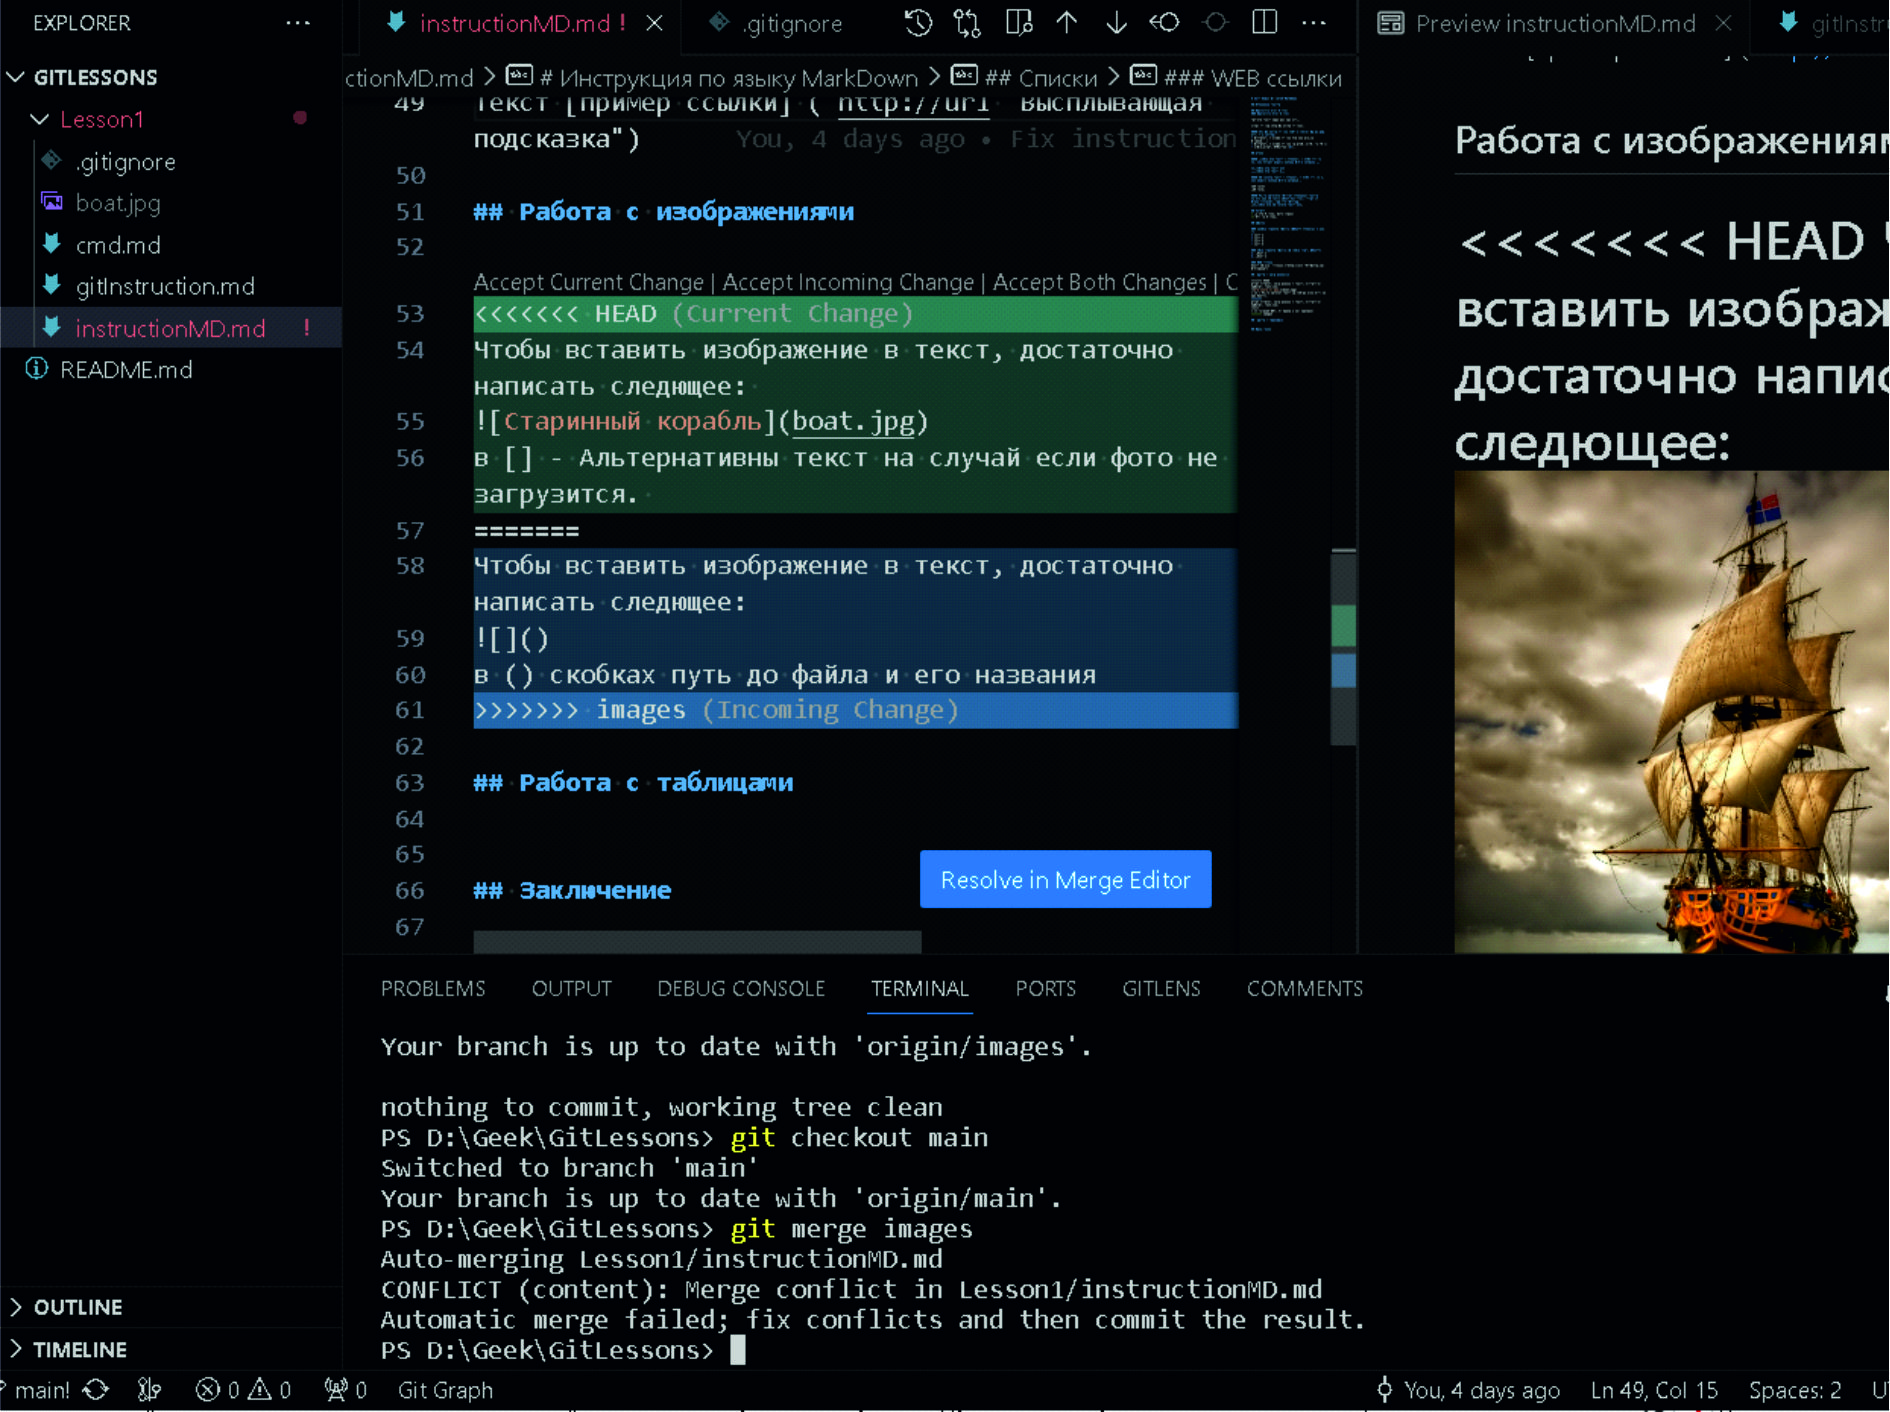 EXPLORER
GITLESSONS
Lesson1
.gitignore
boat.jpg
cmd.md
gitInstruction.md
instructionMD.md !
README.md
OUTLINE
TIMELINE
instructionMD.md !
.gitignore
ctionMD.md > # Инструкция по языку MarkDown > ## Списки > ### WEB ссылки
49 Текст [пример ссылки] ( http://url Высплывающая
подсказка") You, 4 days ago • Fix instruction
50
51 ## Работа с изображениями
52
Accept Current Change | Accept Incoming Change | Accept Both Changes | C
53 <<<<<<< HEAD (Current Change)
54 Чтобы вставить изображение в текст, достаточно
написать следющее:
55 ![Старинный корабль](boat.jpg)
56 в [] - Альтернативны текст на случай если фото не
загрузится.
57 =======
58 Чтобы вставить изображение в текст, достаточно
написать следющее:
59 ![]()
60 в () скобках путь до файла и его названия
61 >>>>>>> images (Incoming Change)
62
63 ## Работа с таблицами
64
65
66 ## Заключение
67
Resolve in Merge Editor
Preview instructionMD.md
gitInstr
Работа с изображениям
<<<<<<< HEAD
вставить изображ
достаточно напис
следющее:
PROBLEMS OUTPUT DEBUG CONSOLE TERMINAL PORTS GITLENS COMMENTS
Your branch is up to date with 'origin/images'.
nothing to commit, working tree clean
PS D:\Geek\GitLessons> git checkout main
Switched to branch 'main'
Your branch is up to date with 'origin/main'.
PS D:\Geek\GitLessons> git merge images
Auto-merging Lesson1/instructionMD.md
CONFLICT (content): Merge conflict in Lesson1/instructionMD.md
Automatic merge failed; fix conflicts and then commit the result.
PS D:\Geek\GitLessons>
main! 0 0 0 Git Graph You, 4 days ago Ln 49, Col 15 Spaces: 2